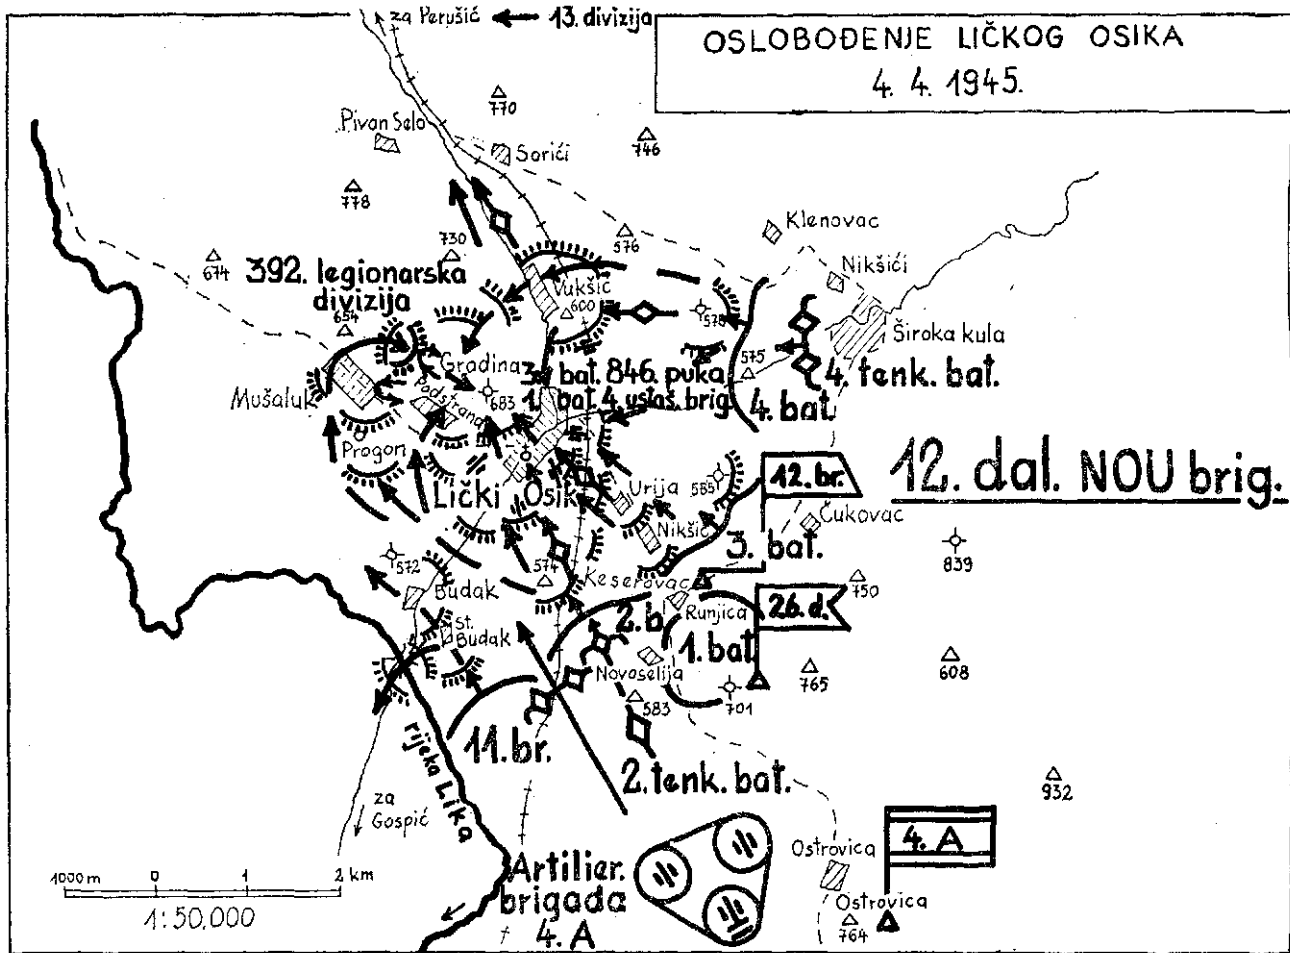 za Perušić
13. divizija
OSLOBOĐENJE LIČKOG OSIKA
4. 4. 1945.
770
Pivan Selo
746
Sorići
778
Klenovac
730
576
674
392. legionarska
divizija
Nikšići
Vukšic
600
578
654
Široka kula
575
Gradina
3. bat. 846. puka
4. tenk. bat.
Mušaluk
Podstrana
683
1. bat. 4. ustaš. brig.
4. bat.
Progon
12. dal. NOU brig.
12. br.
Lički Osik
Urija
585
Čukovac
Nikšić
3. bat.
839
572
574
Keserovac
750
Budak
26. d.
2. b.
Runjica
St.
Budak
1. bat.
765
608
Novoselija
583
701
11. br.
rijeka Lika
2. tenk. bat.
932
za
Gospić
4. A
Ostrovica
Artilier.
brigada
4. A
1000 m 0 1 2 km
1:50,000
Ostrovica
764